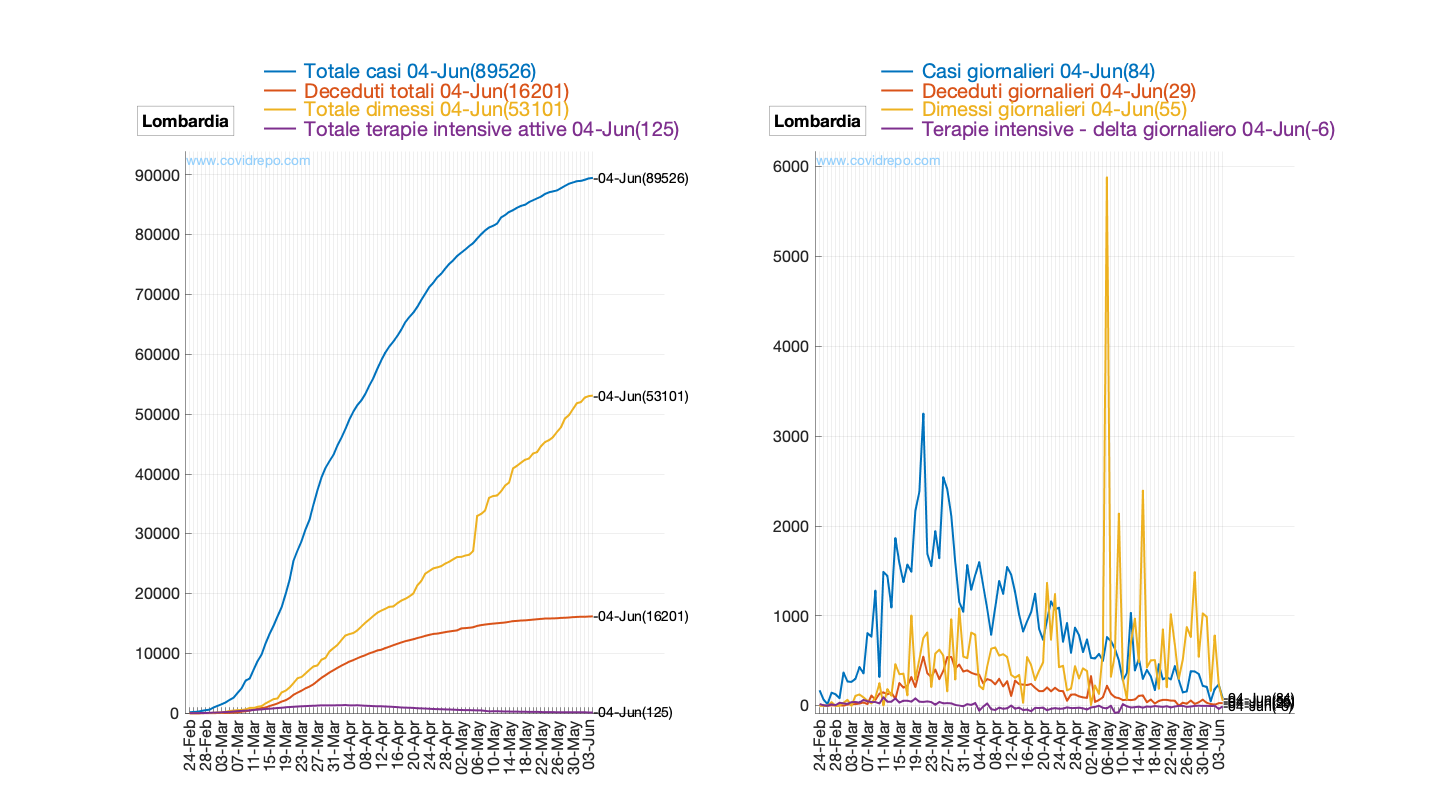 Totale casi 04-Jun(89526)
Deceduti totali 04-Jun(16201)
Totale dimessi 04-Jun(53101)
Totale terapie intensive attive 04-Jun(125)
Lombardia
www.covidrepo.com
90000
80000
70000
60000
50000
40000
30000
20000
10000
0
-04-Jun(89526)
-04-Jun(53101)
-04-Jun(16201)
-04-Jun(125)
24-Feb
28-Feb
03-Mar
07-Mar
11-Mar
15-Mar
19-Mar
23-Mar
27-Mar
31-Mar
04-Apr
08-Apr
12-Apr
16-Apr
20-Apr
24-Apr
28-Apr
02-May
06-May
10-May
14-May
18-May
22-May
26-May
30-May
03-Jun
Casi giornalieri 04-Jun(84)
Deceduti giornalieri 04-Jun(29)
Dimessi giornalieri 04-Jun(55)
Terapie intensive - delta giornaliero 04-Jun(-6)
Lombardia
www.covidrepo.com
6000
5000
4000
3000
2000
1000
0
-04-Jun(84)
24-Feb
28-Feb
03-Mar
07-Mar
11-Mar
15-Mar
19-Mar
23-Mar
27-Mar
31-Mar
04-Apr
08-Apr
12-Apr
16-Apr
20-Apr
24-Apr
28-Apr
02-May
06-May
10-May
14-May
18-May
22-May
26-May
30-May
03-Jun